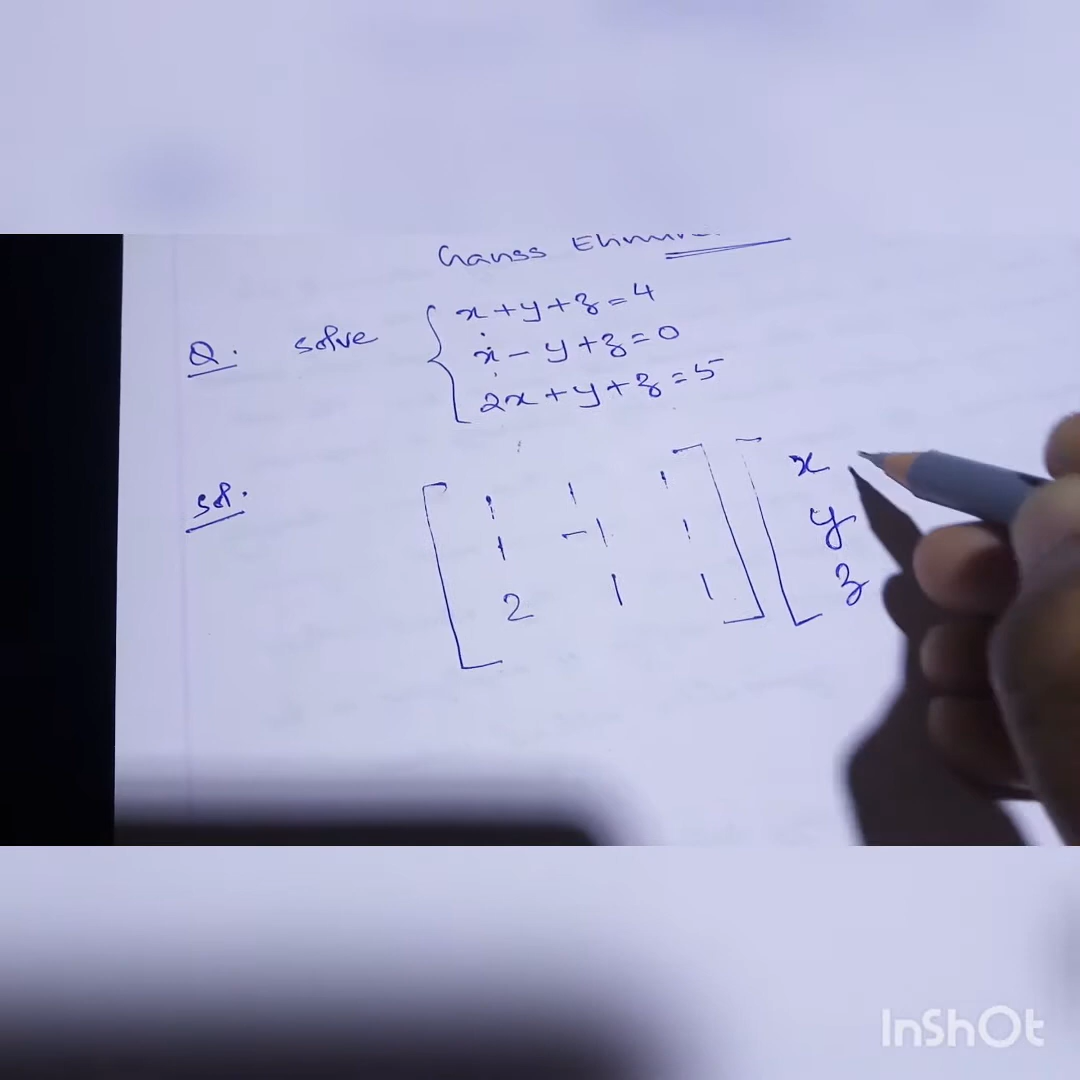 Gauss
Q. solve { x + y + z = 4
x - y + z = 0
2x + y + z = 5
sol. [ 1 1 1 ] [ x
1 -1 1 y
2 1 1 z
InShOt